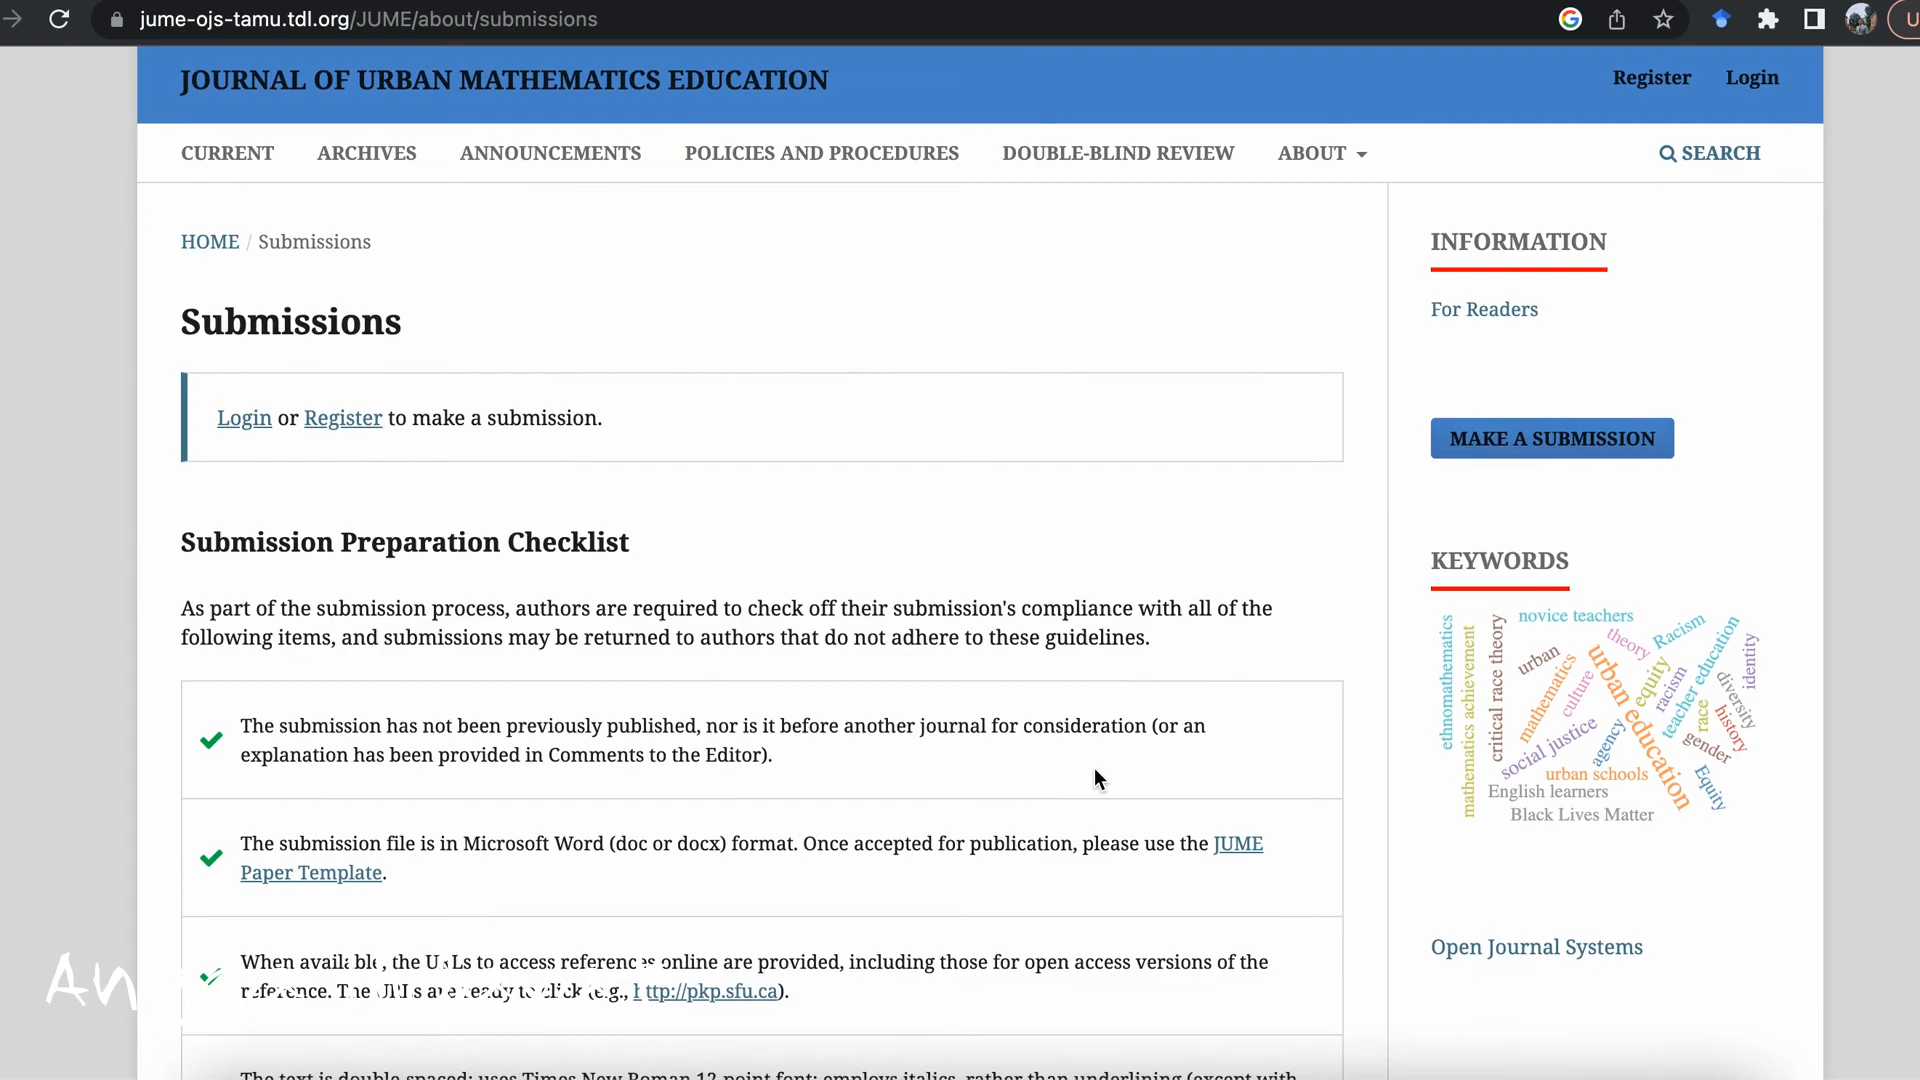 jume-ojs-tamu.tdl.org/JUME/about/submissions
JOURNAL OF URBAN MATHEMATICS EDUCATION
Register Login
CURRENT ARCHIVES ANNOUNCEMENTS POLICIES AND PROCEDURES DOUBLE-BLIND REVIEW ABOUT SEARCH
HOME / Submissions
Submissions
Login or Register to make a submission.
Submission Preparation Checklist
As part of the submission process, authors are required to check off their submission's compliance with all of the
following items, and submissions may be returned to authors that do not adhere to these guidelines.
The submission has not been previously published, nor is it before another journal for consideration (or an
explanation has been provided in Comments to the Editor).
The submission file is in Microsoft Word (doc or docx) format. Once accepted for publication, please use the JUME
Paper Template.
When available, the URLs to access references online are provided, including those for open access versions of the
reference. The URLs are ready to click (e.g., http://pkp.sfu.ca).
The text is double-spaced; uses Times New Roman 12-point font; employs italics, rather than underlining (except with
INFORMATION
For Readers
MAKE A SUBMISSION
KEYWORDS
novice teachers
ethnomathematics
mathematics achievement
critical race theory
urban
theory
Racism
mathematics
culture
urban education
equity
racism
teacher education
identity
diversity
race
history
gender
social justice
agency
urban schools
Equity
English learners
Black Lives Matter
Open Journal Systems